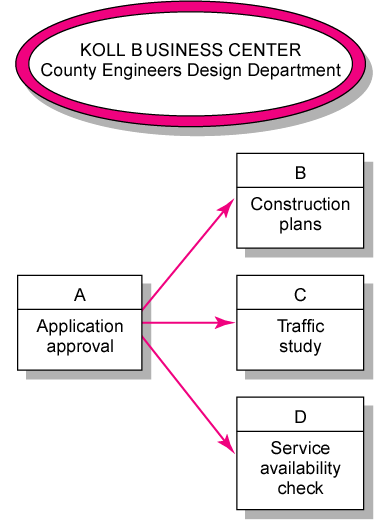 KOLL BUSINESS CENTER
County Engineers Design Department
B
Construction
plans
A
Application
approval
C
Traffic
study
D
Service
availability
check